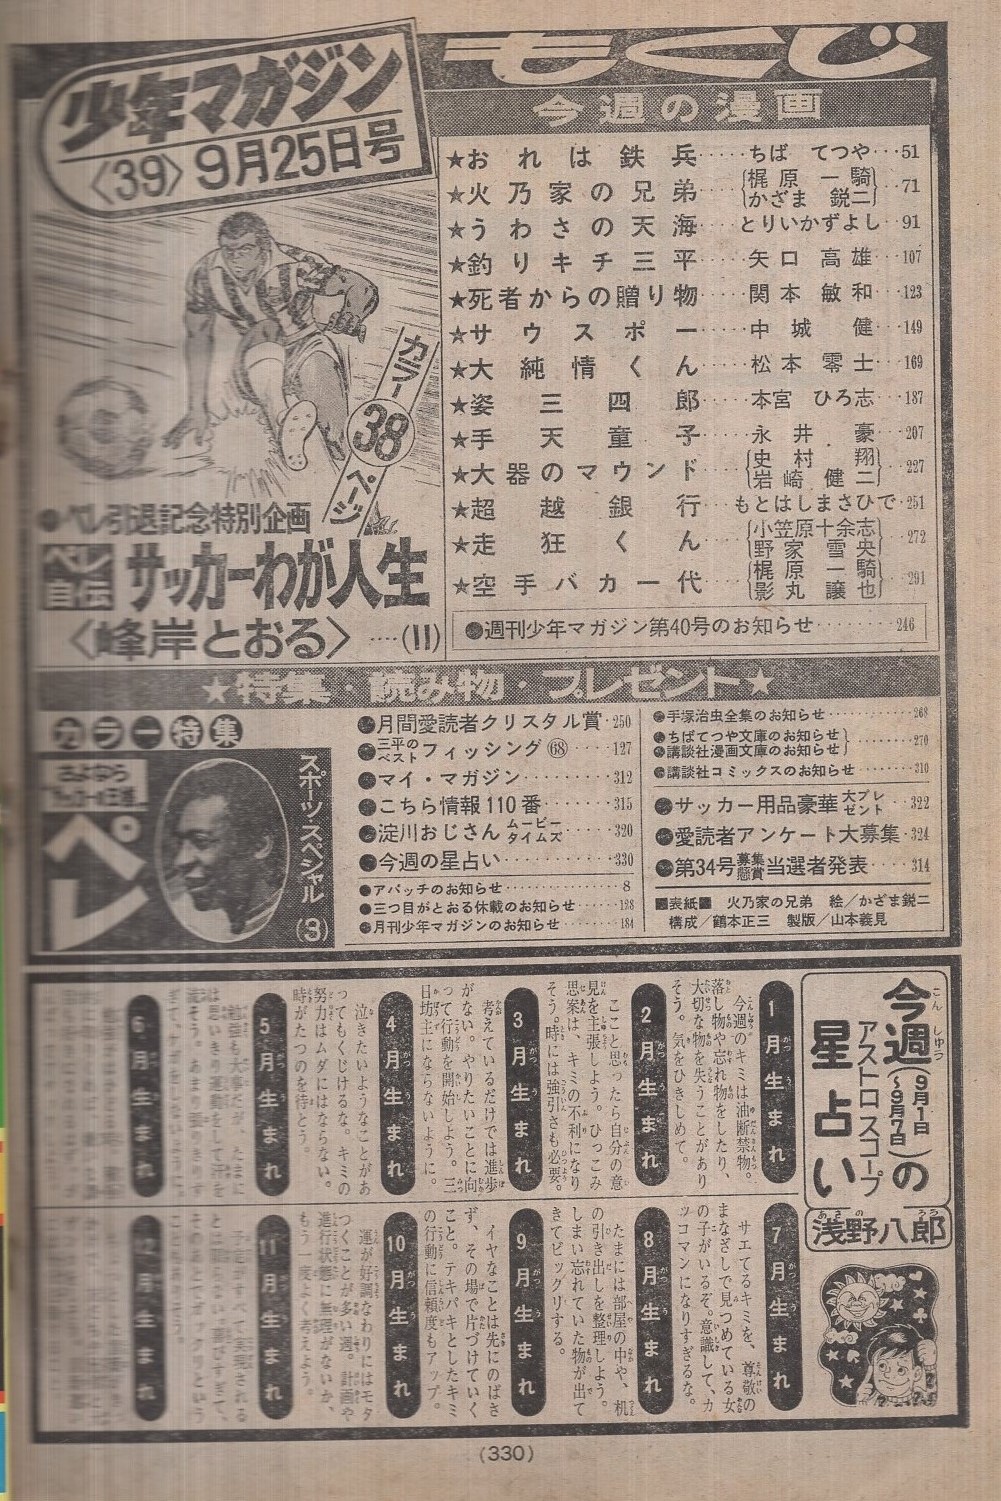 もくじ
少年マガジン
〈39〉9月25日号
カラー38ページ
●ペレ引退記念特別企画
ペレ自伝 サッカーわが人生
〈峰岸とおる〉‥‥(11)
今週の漫画
★おれは鉄兵‥‥‥ちばてつや‥51
★火乃家の兄弟‥‥{梶原一騎 かざま鋭二}‥71
★うわさの天海‥‥とりいかずよし‥91
★釣りキチ三平‥‥‥矢口高雄‥107
★死者からの贈り物‥‥‥関本敏和‥123
★サウスポー‥‥‥中城健‥149
★大純情くん‥‥‥松本零士‥169
★姿三四郎‥‥‥本宮ひろ志‥187
★手天童子‥‥‥永井豪‥207
★大器のマウンド‥‥{史村翔 岩崎健二}‥227
★超越銀行‥‥もとはしまさひで‥251
★走狂くん‥‥{小笠原十余志 野家雪央}‥272
★空手バカ一代‥‥{梶原一騎 影丸譲也}‥291
●週刊少年マガジン第40号のお知らせ‥‥‥‥246
★特集・読み物・プレゼント★
カラー特集
さよなら
ペレ
スポーツ・スペシャル(3)
●月間愛読者クリスタル賞‥250
●三平のベストフィッシング68‥‥127
●マイ・マガジン‥‥‥312
●こちら情報110番‥‥‥315
●淀川おじさんムービータイムズ‥‥320
●今週の星占い‥‥‥330
●アパッチのお知らせ‥‥‥8
●三つ目がとおる休載のお知らせ‥‥128
●月刊少年マガジンのお知らせ‥‥184
●手塚治虫全集のお知らせ‥‥‥268
●ちばてつや文庫のお知らせ
●講談社漫画文庫のお知らせ}‥‥270
●講談社コミックスのお知らせ‥‥310
●サッカー用品豪華大プレゼント‥322
●愛読者アンケート大募集‥324
●第34号募集懸賞当選者発表‥‥314
■表紙■ 火乃家の兄弟 絵/かざま鋭二
構成/鶴本正三 製版/山本義見
今週(9月1日〜9月7日)の
アストロスコープ
星占い
浅野八郎
1月生まれ
今週のキミは油断禁物。
落し物や忘れ物をしたり、
大切な物を失うことがあり
そう。気をひきしめて。
2月生まれ
ここと思ったら自分の意
見を主張しよう。ひっこみ
思案は、キミの不利になり
そう。時には強引さも必要。
3月生まれ
考えているだけでは進歩
がない。やりたいことに向
って行動を開始しよう。三
日坊主にならないように。
4月生まれ
泣きたいようなことがあ
ってもくじけるな。キミの
努力はムダにはならない。
時がたつのを待とう。
5月生まれ
勉強も大事だが、たまに
は思いきり運動をして汗を
流そう。
6月生まれ
7月生まれ
サエてるキミを、尊敬の
まなざしで見つめている女
の子がいるぞ。意識して、カ
ッコマンになりすぎるな。
8月生まれ
たまには部屋の中や、机
の引き出しを整理しよう。
しまい忘れていた物が出て
きてビックリする。
9月生まれ
イヤなことは先にのばさ
ず、その場で片づけていく
こと。テキパキとしたキミ
の行動に信頼度もアップ。
10月生まれ
運が好調なわりにはモタ
つくことが多い週。計画や
進行状態に無理がないか、
もう一度よく考えよう。
11月生まれ
12月生まれ
(330)